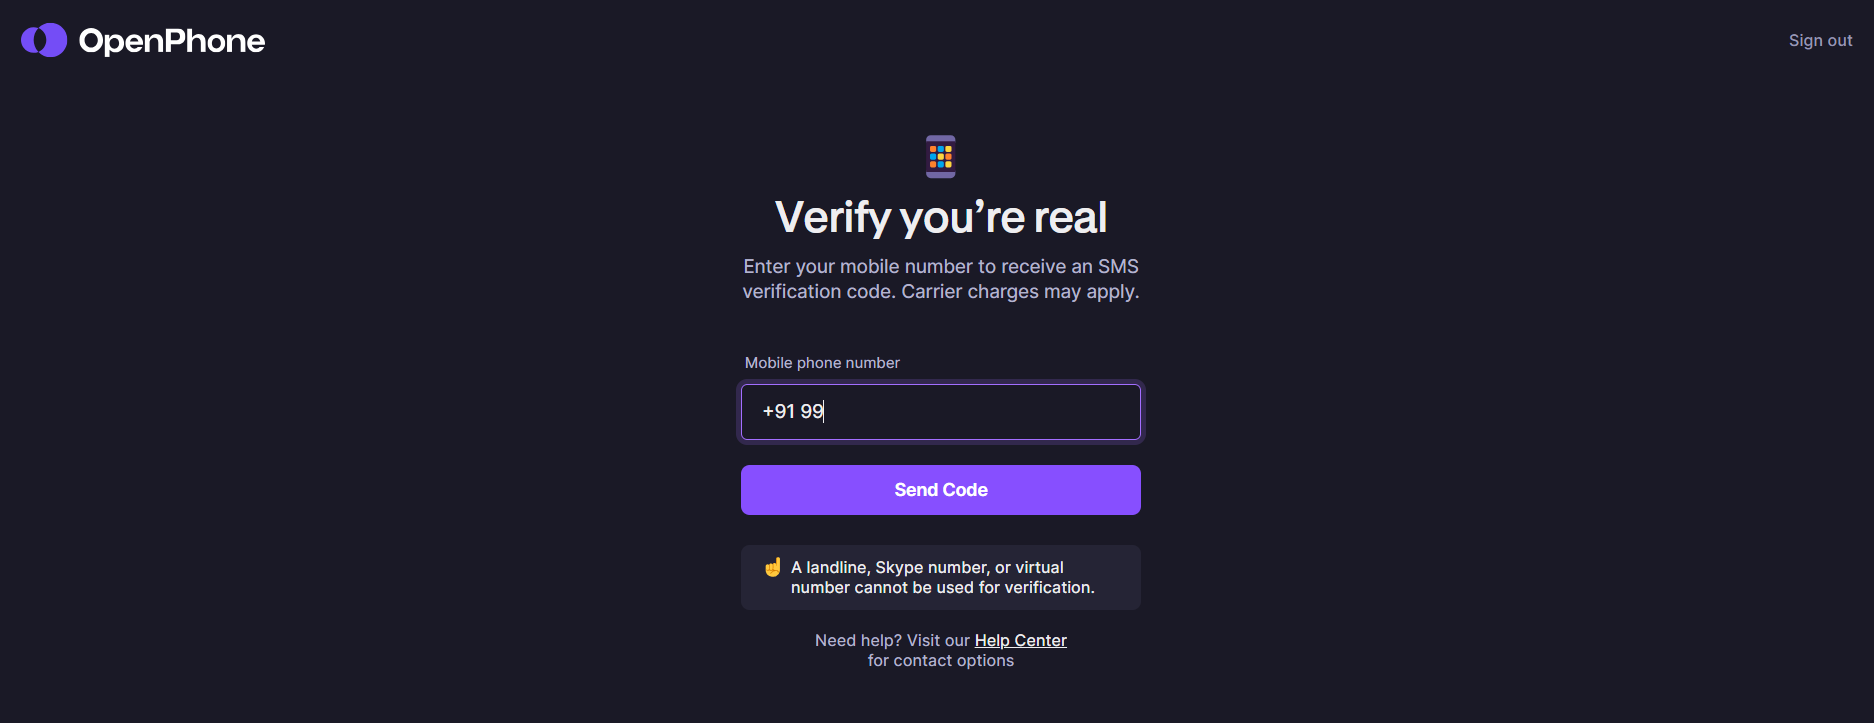 OpenPhone
Sign out
Verify you’re real
Enter your mobile number to receive an SMS
verification code. Carrier charges may apply.
Mobile phone number
+91 99
Send Code
A landline, Skype number, or virtual
number cannot be used for verification.
Need help? Visit our Help Center
for contact options